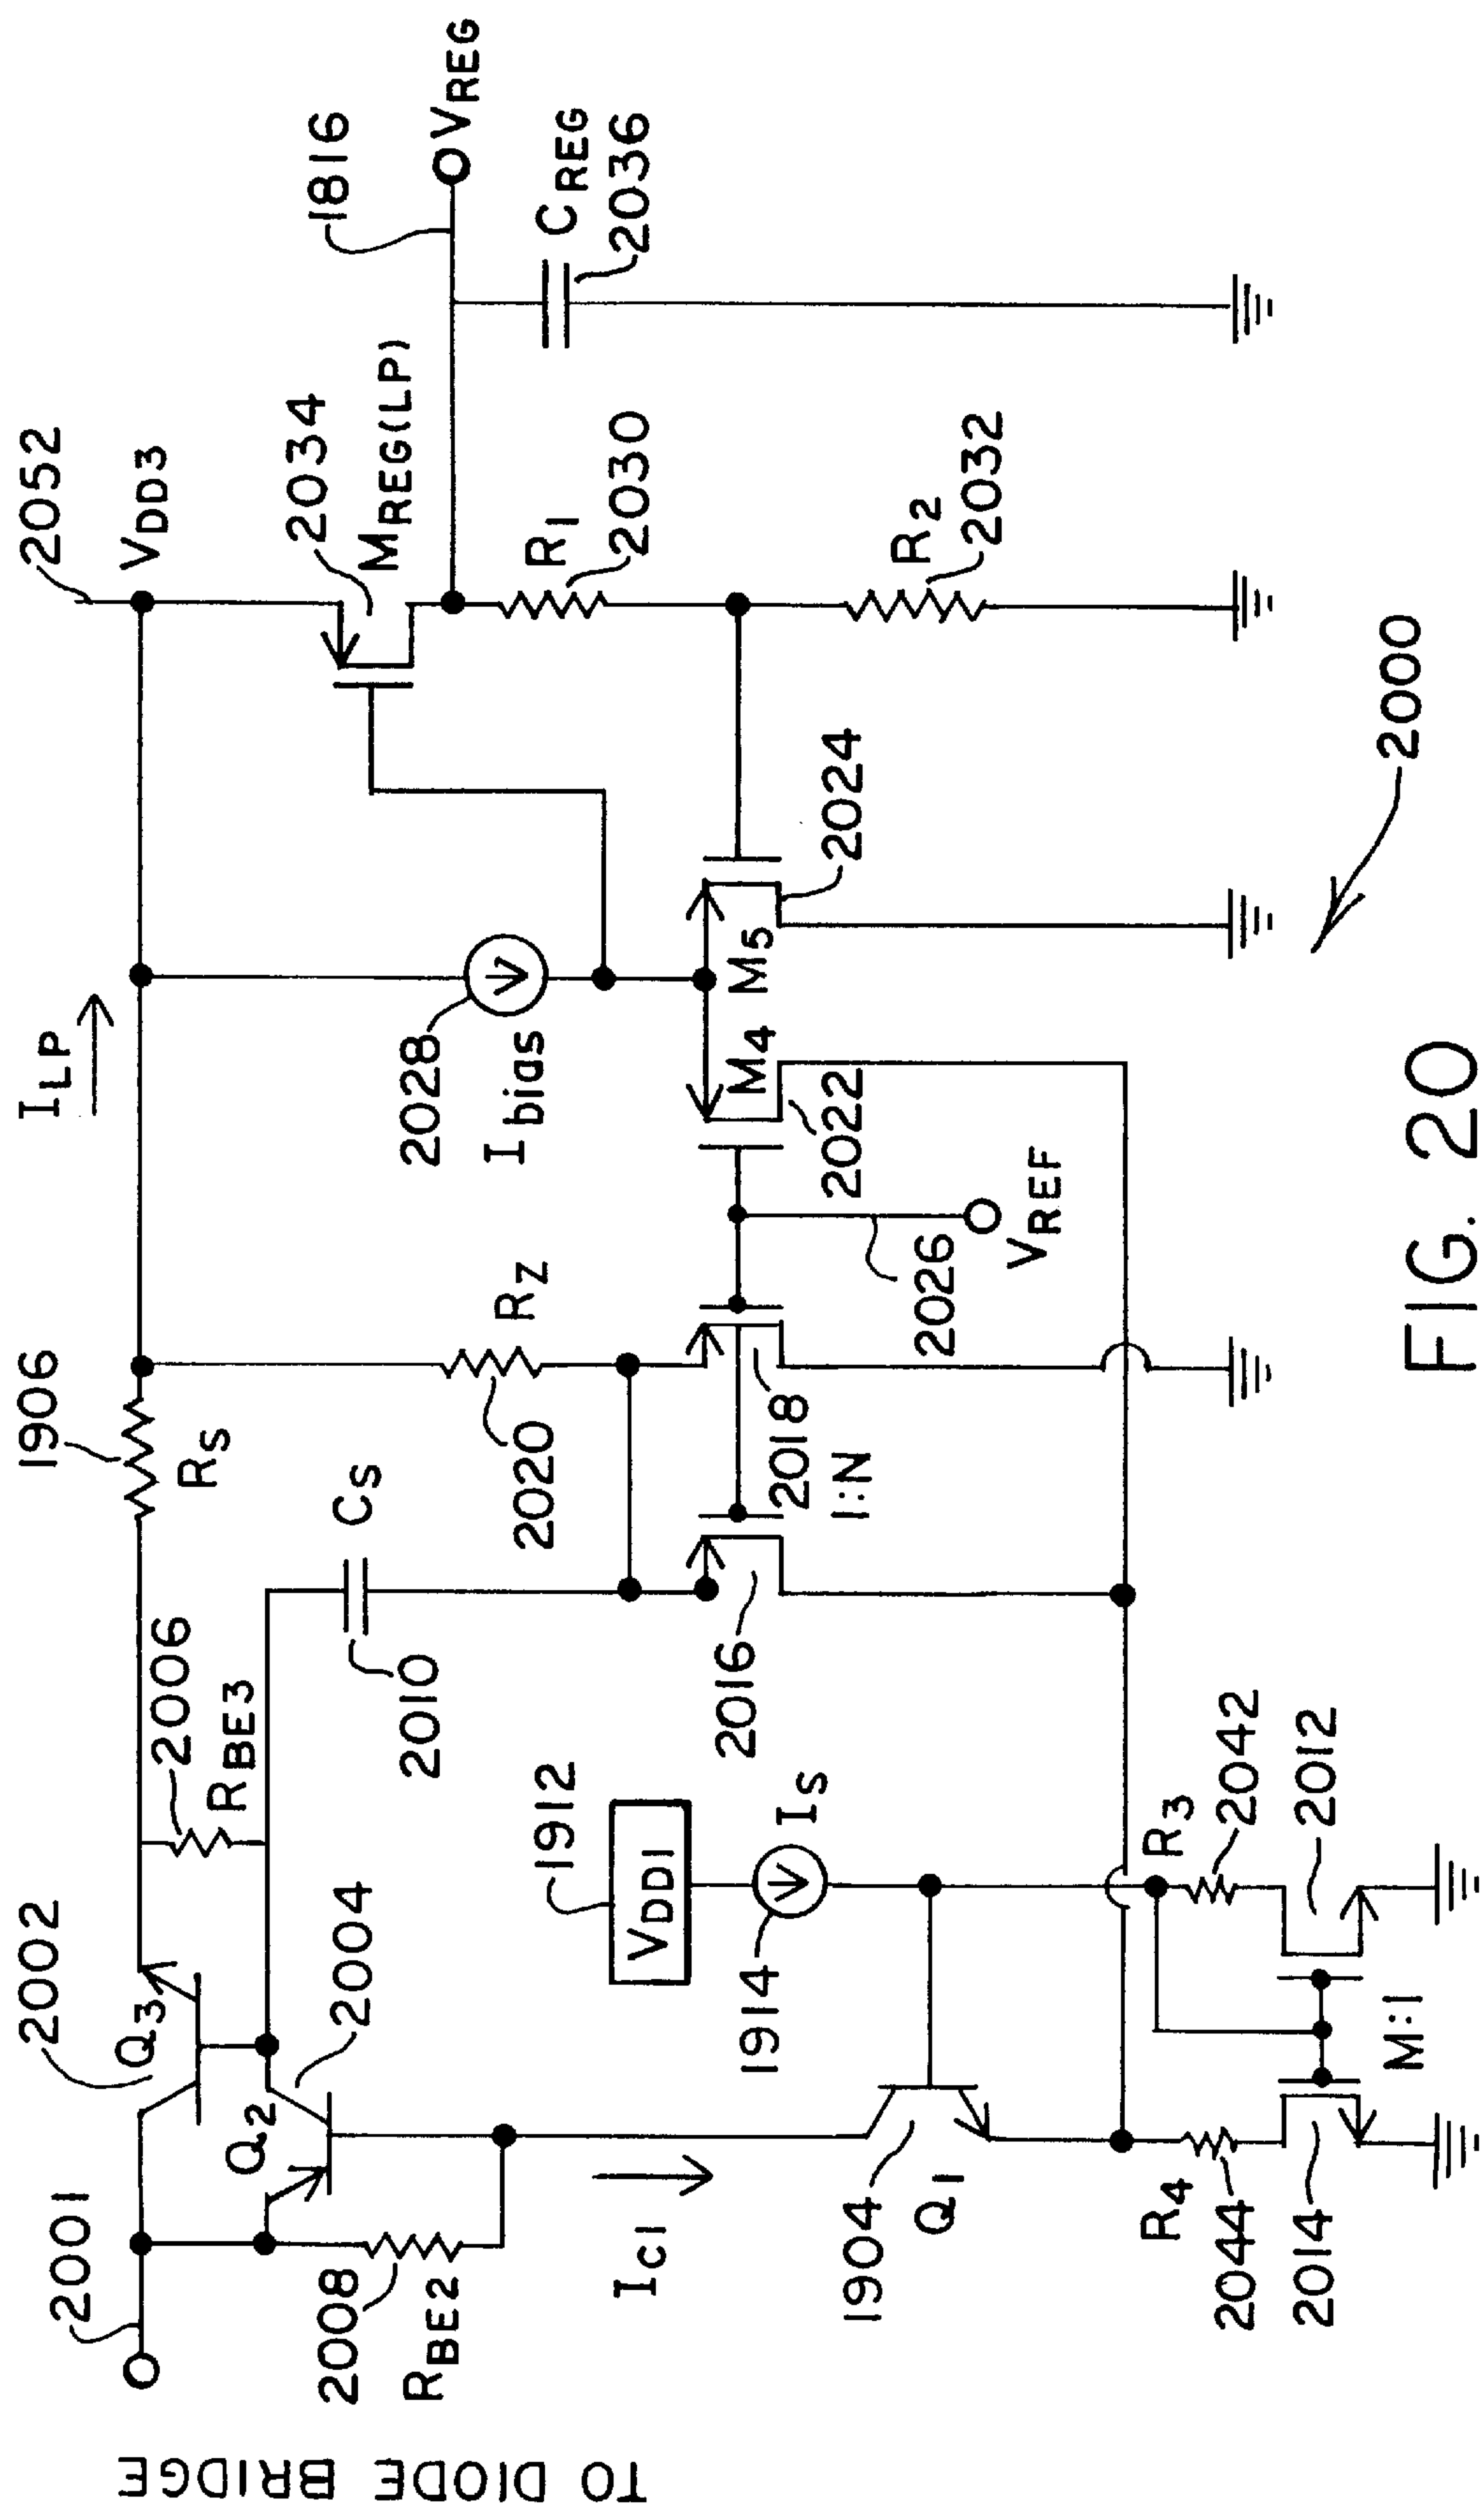 TO DIODE BRIDGE
2001
2002
Q3
Q2
2004
2006
RBE3
2008
RBE2
IC1
1904
Q1
1912
VDD1
1914
IS
R4
2044
2014
M:1
R3
2042
2012
1906
RS
CS
2010
2016
RZ
2020
2018
1:N
ILP
2028
I bias
M4
2022
2026
VREF
M5
2024
2052
VDD3
2034
MREG(LP)
R1
2030
R2
2032
1816
VREG
CREG
2036
2000
FIG. 20